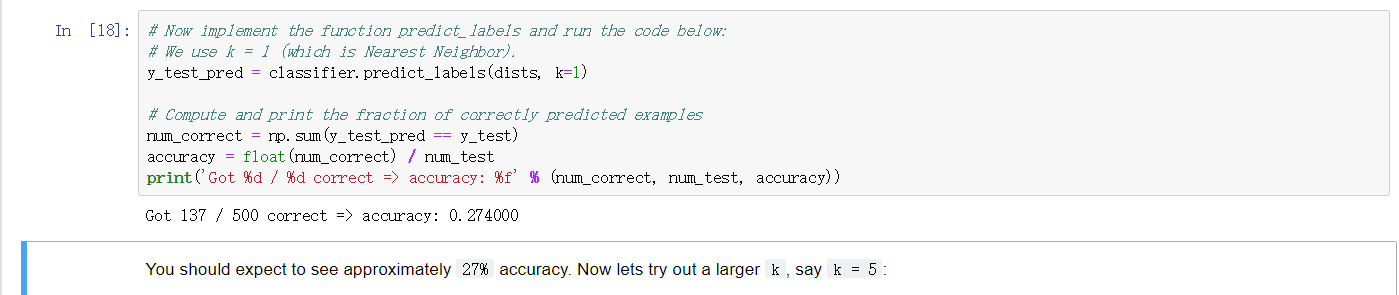 In [18]: # Now implement the function predict_labels and run the code below:
# We use k = 1 (which is Nearest Neighbor).
y_test_pred = classifier.predict_labels(dists, k=1)
# Compute and print the fraction of correctly predicted examples
num_correct = np.sum(y_test_pred == y_test)
accuracy = float(num_correct) / num_test
print('Got %d / %d correct => accuracy: %f' % (num_correct, num_test, accuracy))
Got 137 / 500 correct => accuracy: 0.274000
You should expect to see approximately 27% accuracy. Now lets try out a larger k , say k = 5 :